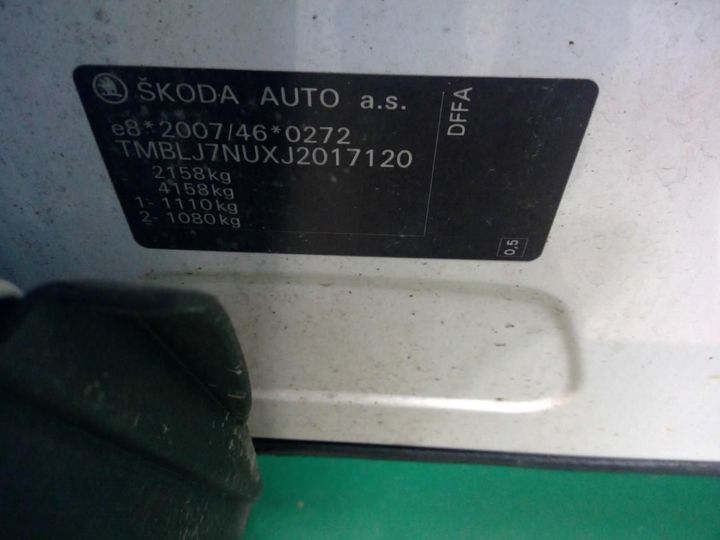 ŠKODA AUTO a.s.
e8*2007/46*0272
TMBLJ7NUXJ2017120
2158kg
4158kg
1- 1110kg
2- 1080kg
DFFA
0,5